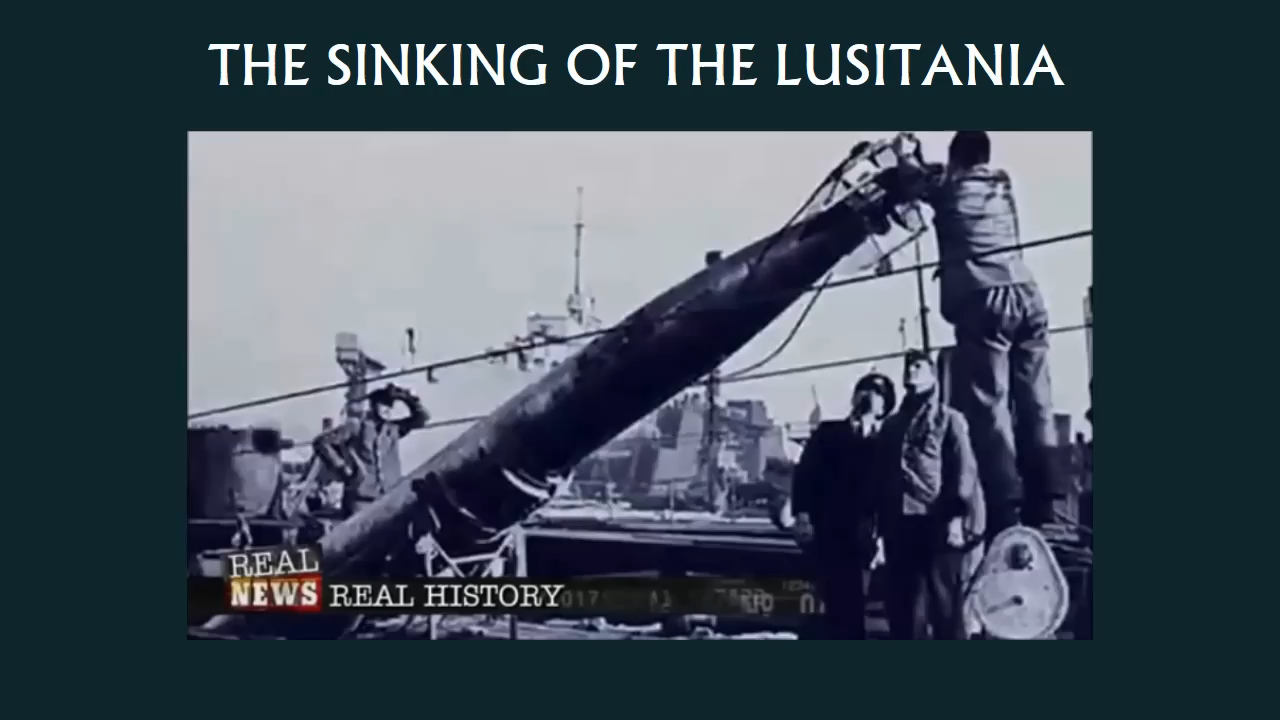 THE SINKING OF THE LUSITANIA
REAL
NEWS REAL HISTORY